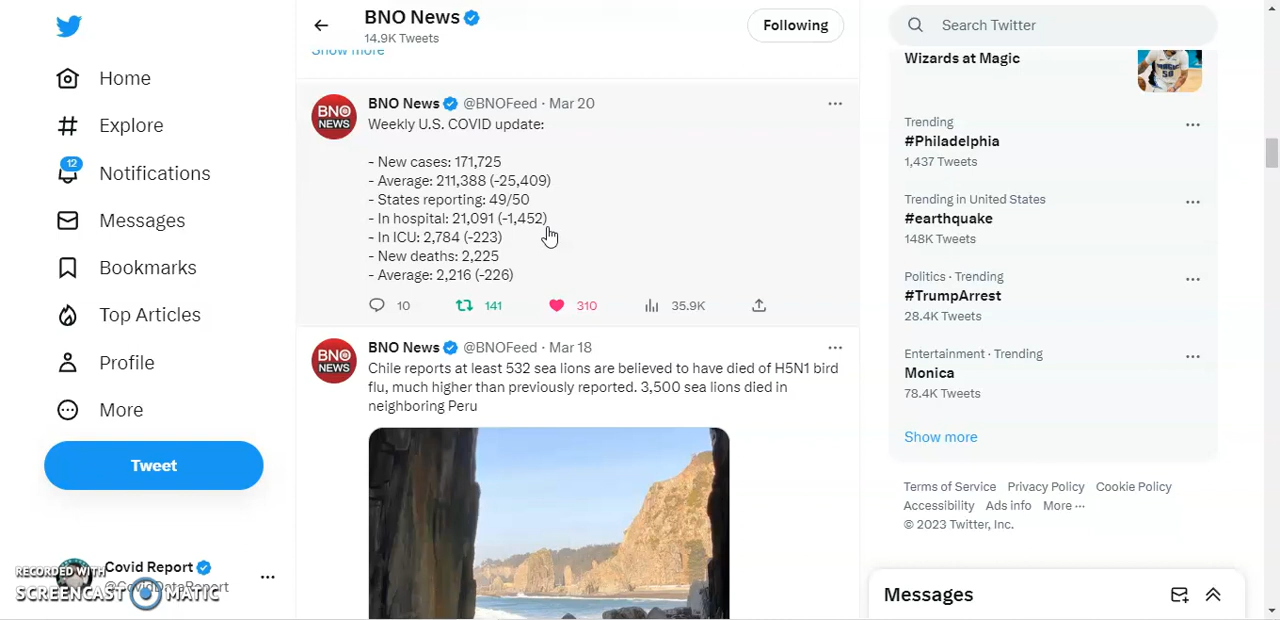 BNO News
14.9K Tweets
Following
Show more
Home
Explore
12
Notifications
Messages
Bookmarks
Top Articles
Profile
More
Tweet
Covid Report
@CovidDataReport
RECORDED WITH
SCREENCAST MATIC
BNO
NEWS
BNO News @BNOFeed · Mar 20
Weekly U.S. COVID update:
- New cases: 171,725
- Average: 211,388 (-25,409)
- States reporting: 49/50
- In hospital: 21,091 (-1,452)
- In ICU: 2,784 (-223)
- New deaths: 2,225
- Average: 2,216 (-226)
10 141 310 35.9K
BNO
NEWS
BNO News @BNOFeed · Mar 18
Chile reports at least 532 sea lions are believed to have died of H5N1 bird
flu, much higher than previously reported. 3,500 sea lions died in
neighboring Peru
Search Twitter
Wizards at Magic
Trending
#Philadelphia
1,437 Tweets
Trending in United States
#earthquake
148K Tweets
Politics · Trending
#TrumpArrest
28.4K Tweets
Entertainment · Trending
Monica
78.4K Tweets
Show more
Terms of Service Privacy Policy Cookie Policy
Accessibility Ads info More ···
© 2023 Twitter, Inc.
Messages